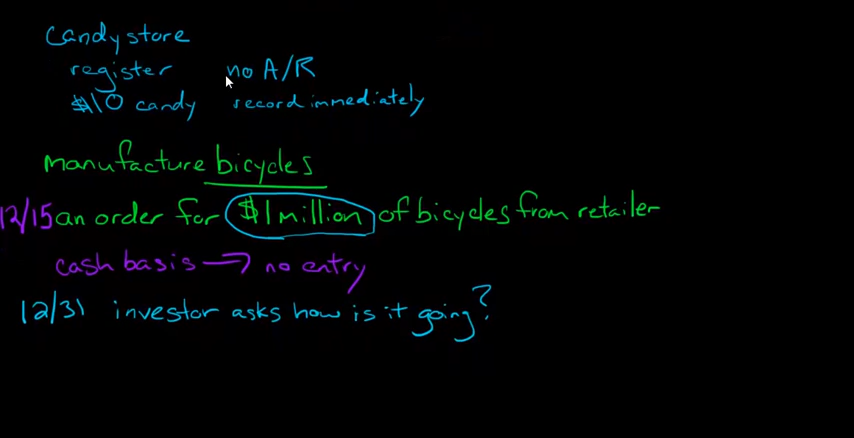 Candy store
register no A/R
$10 candy record immediately
manufacture bicycles
12/15 an order for $1 million of bicycles from retailer
cash basis → no entry
12/31 investor asks how is it going?